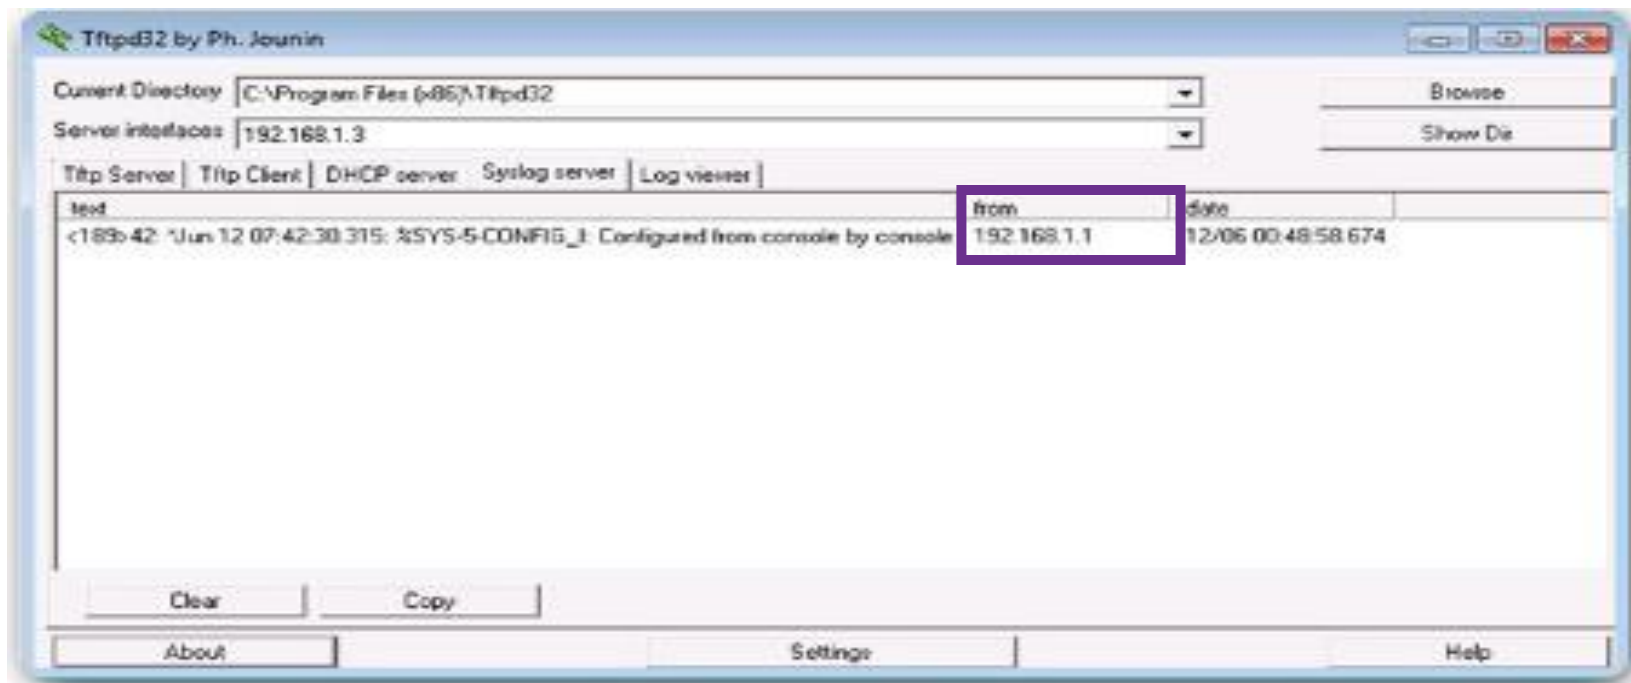 Tftpd32 by Ph. Jounin
Current Directory C:\Program Files (x86)\Tftpd32 Browse
Server interfaces 192.168.1.3 Show Dir
Tftp Server Tftp Client DHCP server Syslog server Log viewer
text from date
<189>42: *Jun 12 07:42:30.315: %SYS-5-CONFIG_I: Configured from console by console 192.168.1.1 12/06 00:48:58.674
Clear Copy
About Settings Help